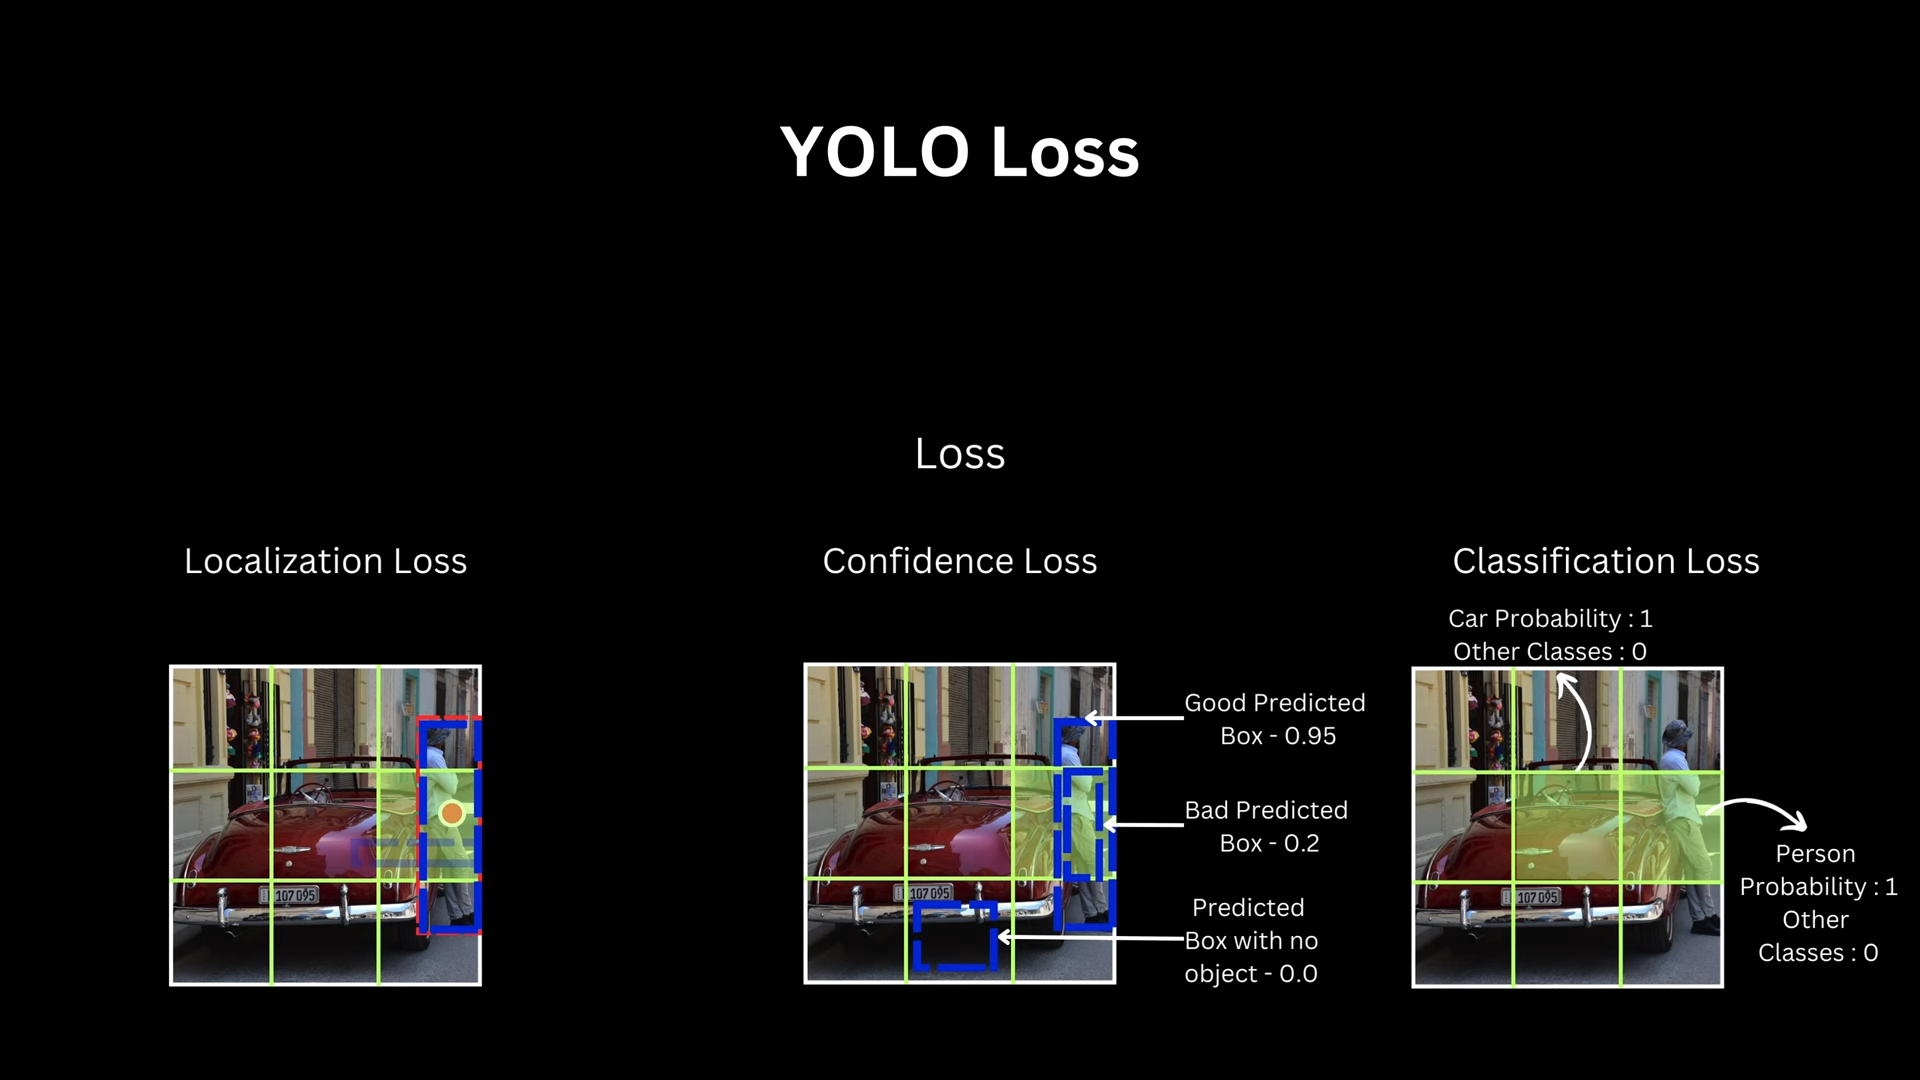 YOLO Loss
Loss
Localization Loss
Confidence Loss
Classification Loss
Car Probability : 1
Other Classes : 0
107 095
Good Predicted
Box - 0.95
Bad Predicted
Box - 0.2
Predicted
Box with no
object - 0.0
107 095
107 095
Person
Probability : 1
Other
Classes : 0